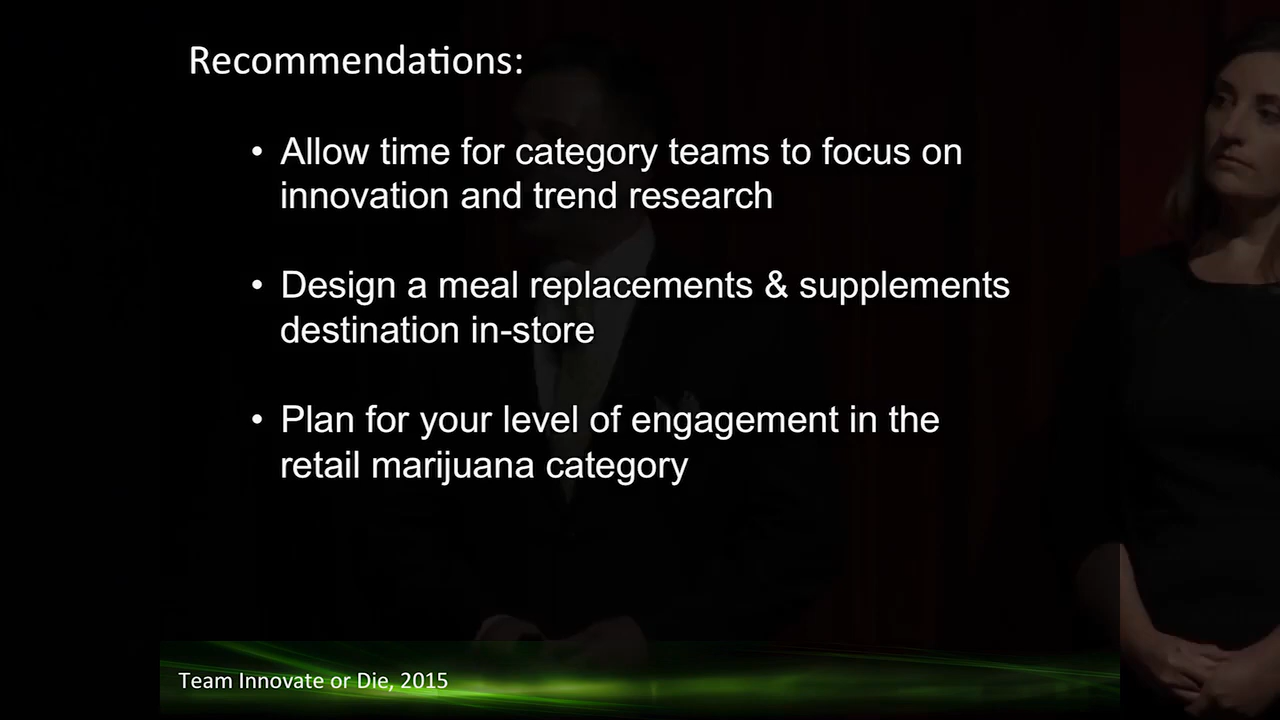 Recommendations:
• Allow time for category teams to focus on
innovation and trend research
• Design a meal replacements & supplements
destination in-store
• Plan for your level of engagement in the
retail marijuana category
Team Innovate or Die, 2015